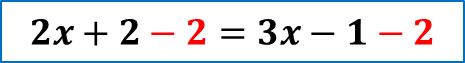 2x + 2 − 2 = 3x − 1 − 2